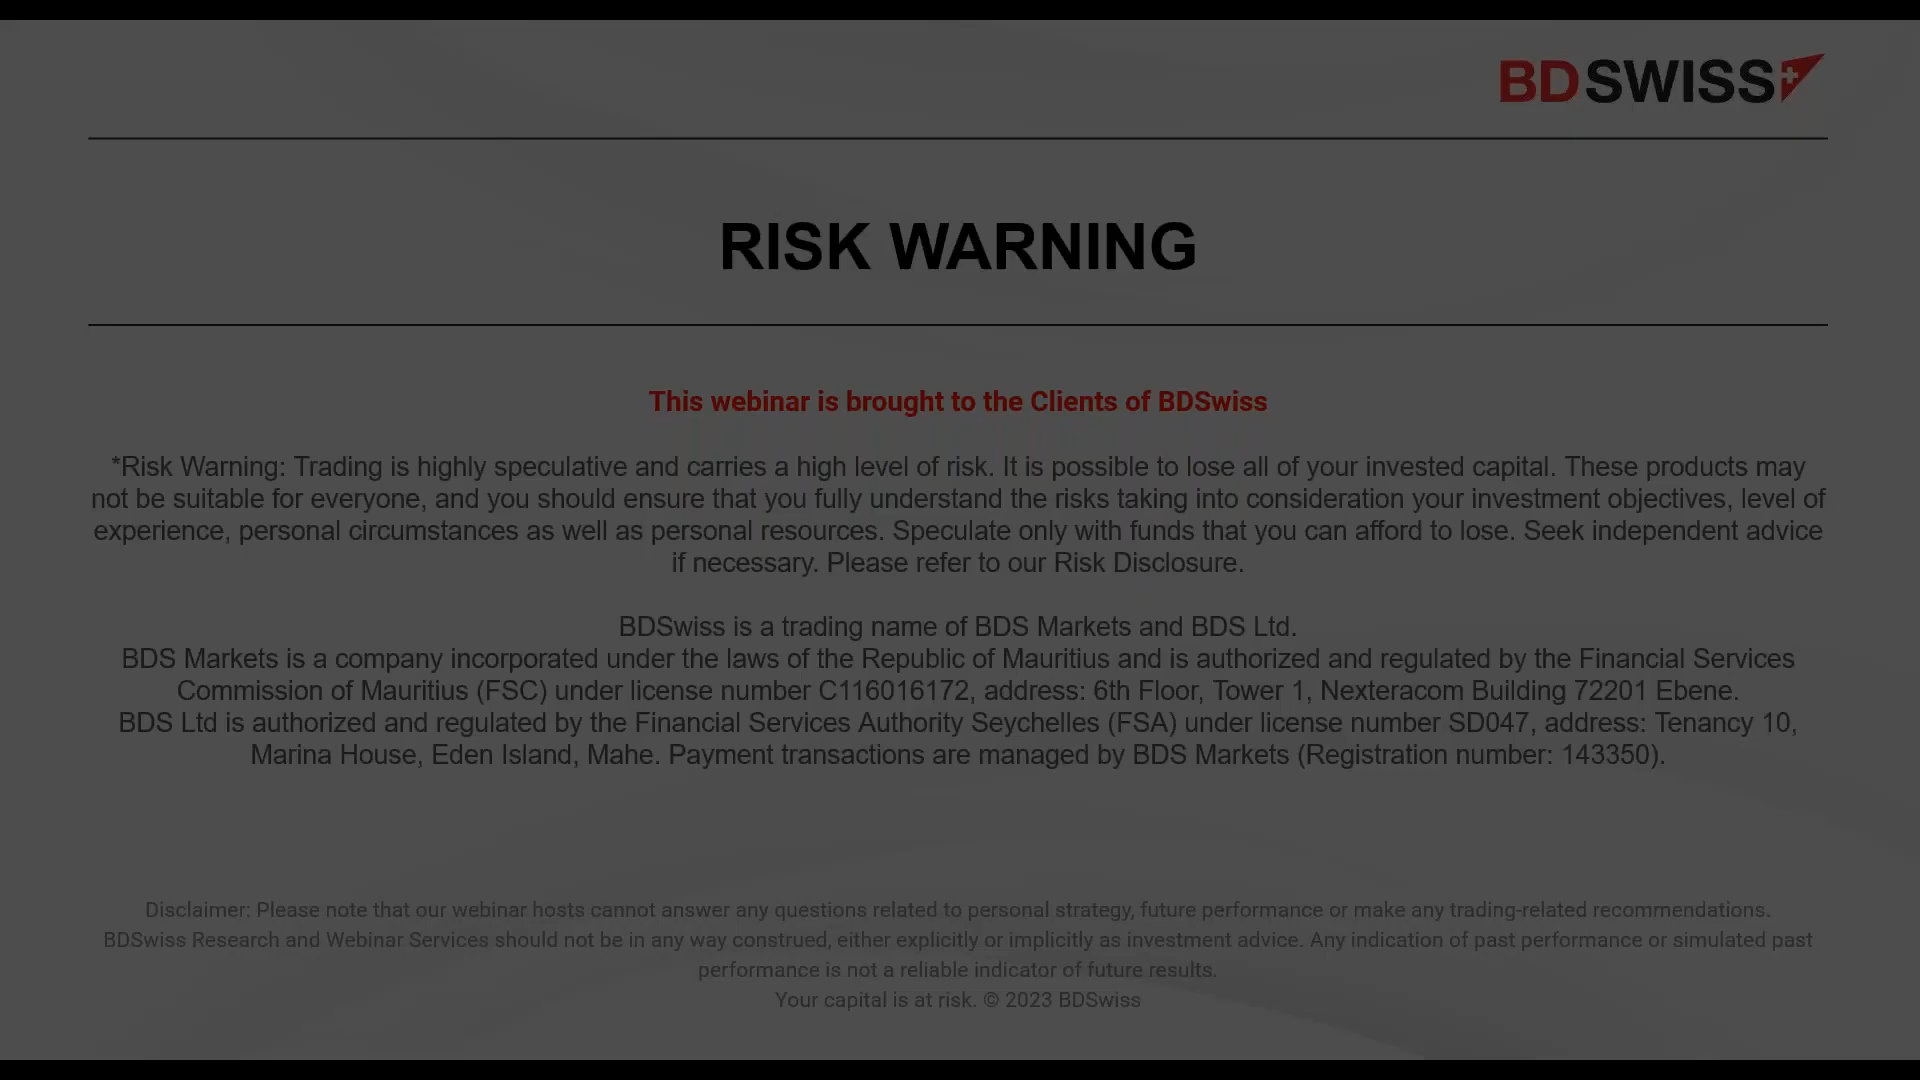 BDSWISS
RISK WARNING
This webinar is brought to the Clients of BDSwiss
*Risk Warning: Trading is highly speculative and carries a high level of risk. It is possible to lose all of your invested capital. These products may
not be suitable for everyone, and you should ensure that you fully understand the risks taking into consideration your investment objectives, level of
experience, personal circumstances as well as personal resources. Speculate only with funds that you can afford to lose. Seek independent advice
if necessary. Please refer to our Risk Disclosure.
BDSwiss is a trading name of BDS Markets and BDS Ltd.
BDS Markets is a company incorporated under the laws of the Republic of Mauritius and is authorized and regulated by the Financial Services
Commission of Mauritius (FSC) under license number C116016172, address: 6th Floor, Tower 1, Nexteracom Building 72201 Ebene.
BDS Ltd is authorized and regulated by the Financial Services Authority Seychelles (FSA) under license number SD047, address: Tenancy 10,
Marina House, Eden Island, Mahe. Payment transactions are managed by BDS Markets (Registration number: 143350).
Disclaimer: Please note that our webinar hosts cannot answer any questions related to personal strategy, future performance or make any trading-related recommendations.
BDSwiss Research and Webinar Services should not be in any way construed, either explicitly or implicitly as investment advice. Any indication of past performance or simulated past
performance is not a reliable indicator of future results.
Your capital is at risk. © 2023 BDSwiss